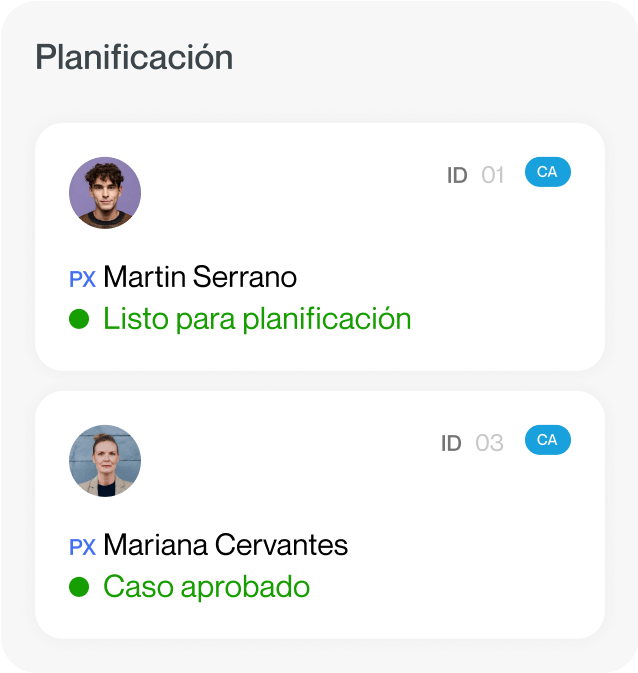 Planificación
ID 01 CA
PX Martin Serrano
Listo para planificación
ID 03 CA
PX Mariana Cervantes
Caso aprobado